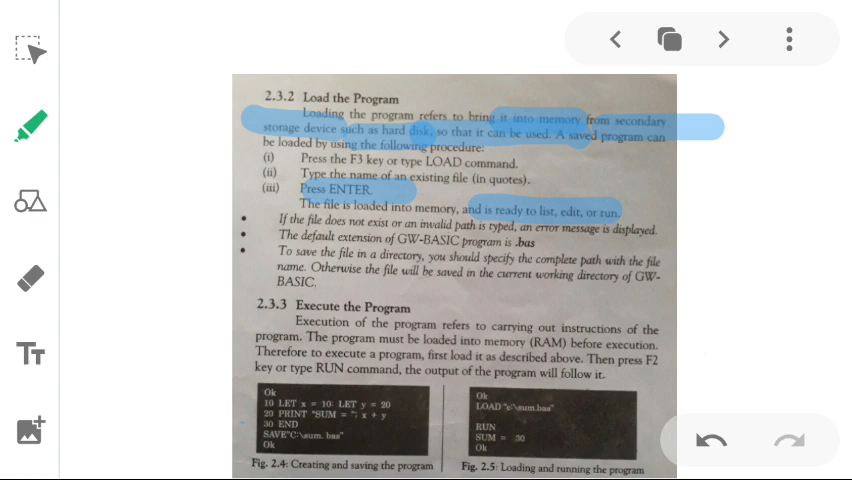 2.3.2 Load the Program
Loading the program refers to bring it into memory from secondary
storage device such as hard disk, so that it can be used. A saved program can
be loaded by using the following procedure:
(i) Press the F3 key or type LOAD command.
(ii) Type the name of an existing file (in quotes).
(iii) Press ENTER.
The file is loaded into memory, and is ready to list, edit, or run.
• If the file does not exist or an invalid path is typed, an error message is displayed.
• The default extension of GW-BASIC program is .bas
• To save the file in a directory, you should specify the complete path with the file
name. Otherwise the file will be saved in the current working directory of GW-
BASIC.
2.3.3 Execute the Program
Execution of the program refers to carrying out instructions of the
program. The program must be loaded into memory (RAM) before execution.
Therefore to execute a program, first load it as described above. Then press F2
key or type RUN command, the output of the program will follow it.
Ok
10 LET x = 10: LET y = 20
20 PRINT "SUM = "; x + y
30 END
SAVE"C:\sum. bas"
Ok
Fig. 2.4: Creating and saving the program
Ok
LOAD "c:\sum.bas"
RUN
SUM = 30
Ok
Fig. 2.5: Loading and running the program
TT